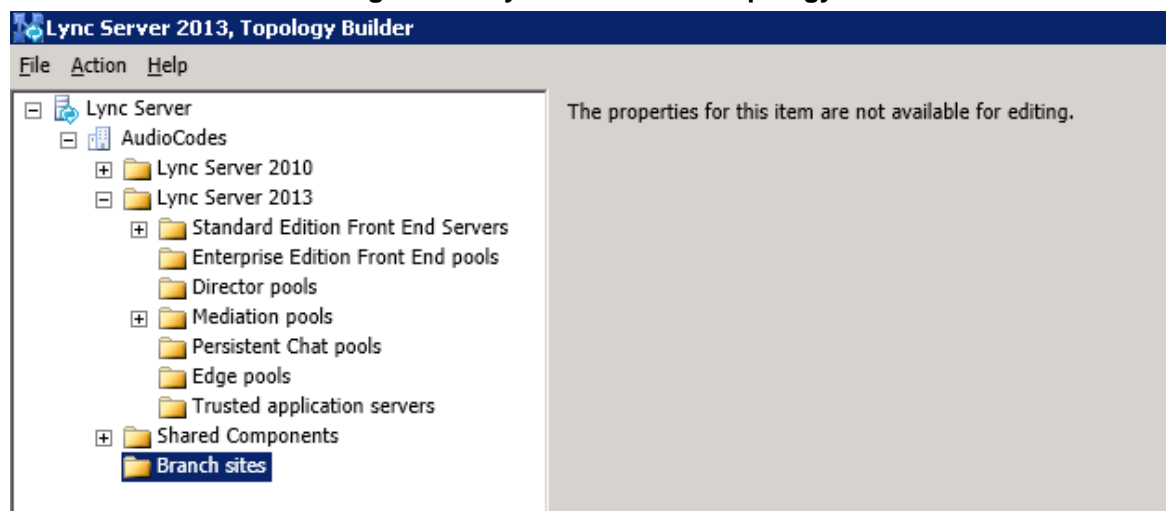 Lync Server 2013, Topology Builder
File Action Help
Lync Server
AudioCodes
Lync Server 2010
Lync Server 2013
Standard Edition Front End Servers
Enterprise Edition Front End pools
Director pools
Mediation pools
Persistent Chat pools
Edge pools
Trusted application servers
Shared Components
Branch sites
The properties for this item are not available for editing.